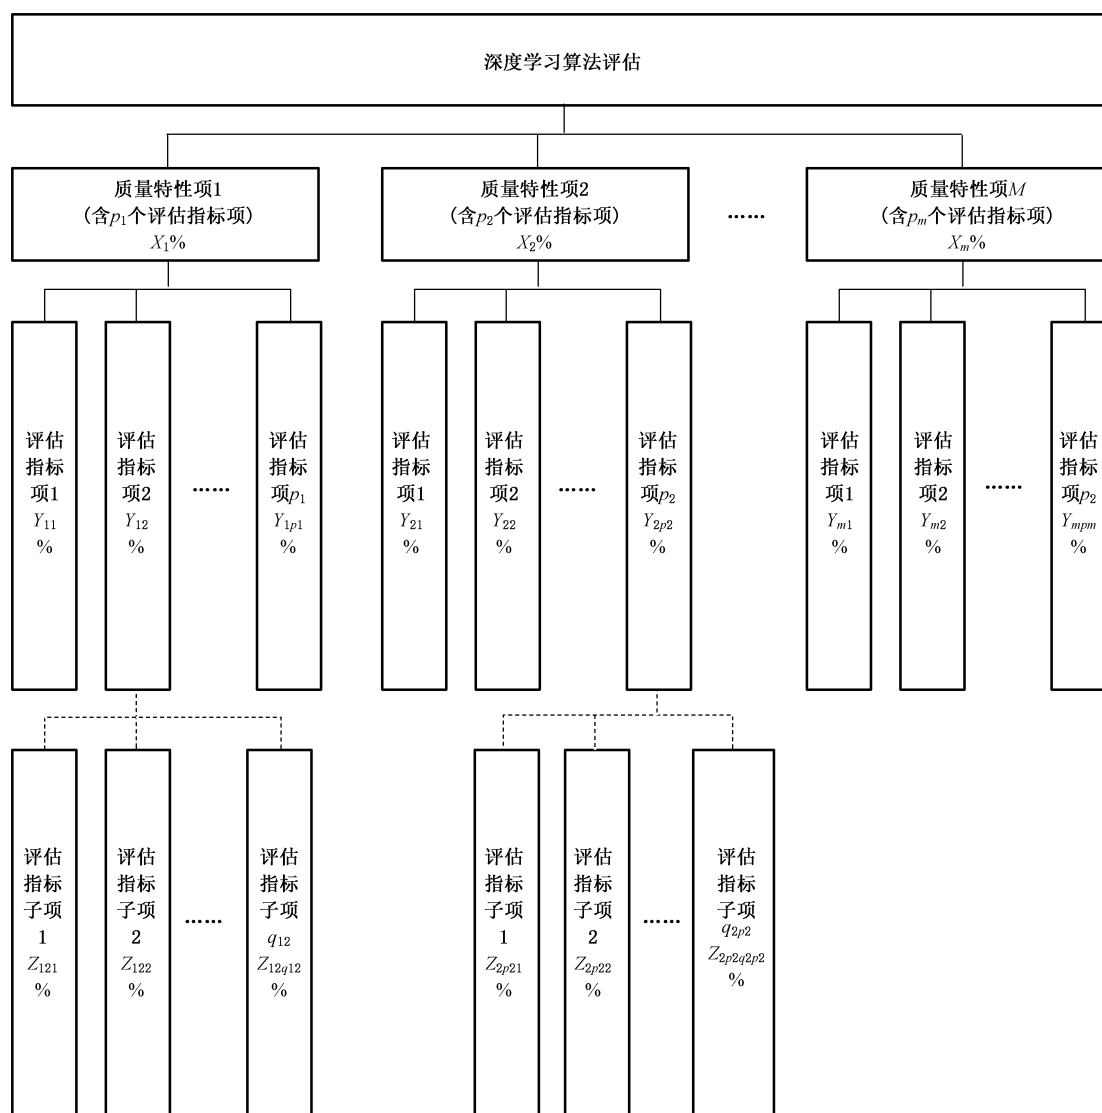 深度学习算法评估
质量特性项1
(含p₁个评估指标项)
X₁%
质量特性项2
(含p₂个评估指标项)
X₂%
……
质量特性项M
(含pₘ个评估指标项)
Xₘ%
评估
指标
项1
Y₁₁
%
评估
指标
项2
Y₁₂
%
……
评估
指标
项p₁
Y₁ₚ₁
%
评估
指标
项1
Y₂₁
%
评估
指标
项2
Y₂₂
%
……
评估
指标
项p₂
Y₂ₚ₂
%
评估
指标
项1
Yₘ₁
%
评估
指标
项2
Yₘ₂
%
……
评估
指标
项p₂
Yₘₚₘ
%
评估
指标
子项
1
Z₁₂₁
%
评估
指标
子项
2
Z₁₂₂
%
……
评估
指标
子项
q₁₂
Z₁₂q₁₂
%
评估
指标
子项
1
Z₂ₚ₂₁
%
评估
指标
子项
2
Z₂ₚ₂₂
%
……
评估
指标
子项
q₂ₚ₂
Z₂ₚ₂q₂ₚ₂
%